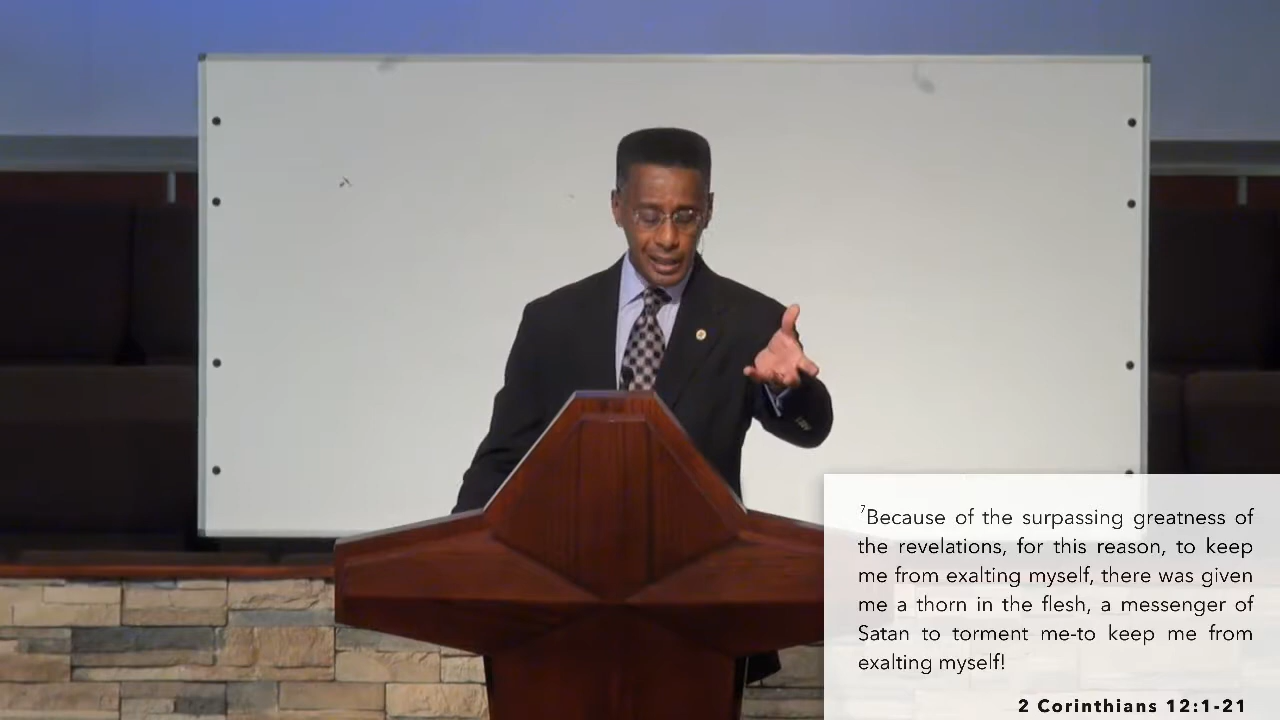 ⁷Because of the surpassing greatness of
the revelations, for this reason, to keep
me from exalting myself, there was given
me a thorn in the flesh, a messenger of
Satan to torment me-to keep me from
exalting myself!
2 Corinthians 12:1-21